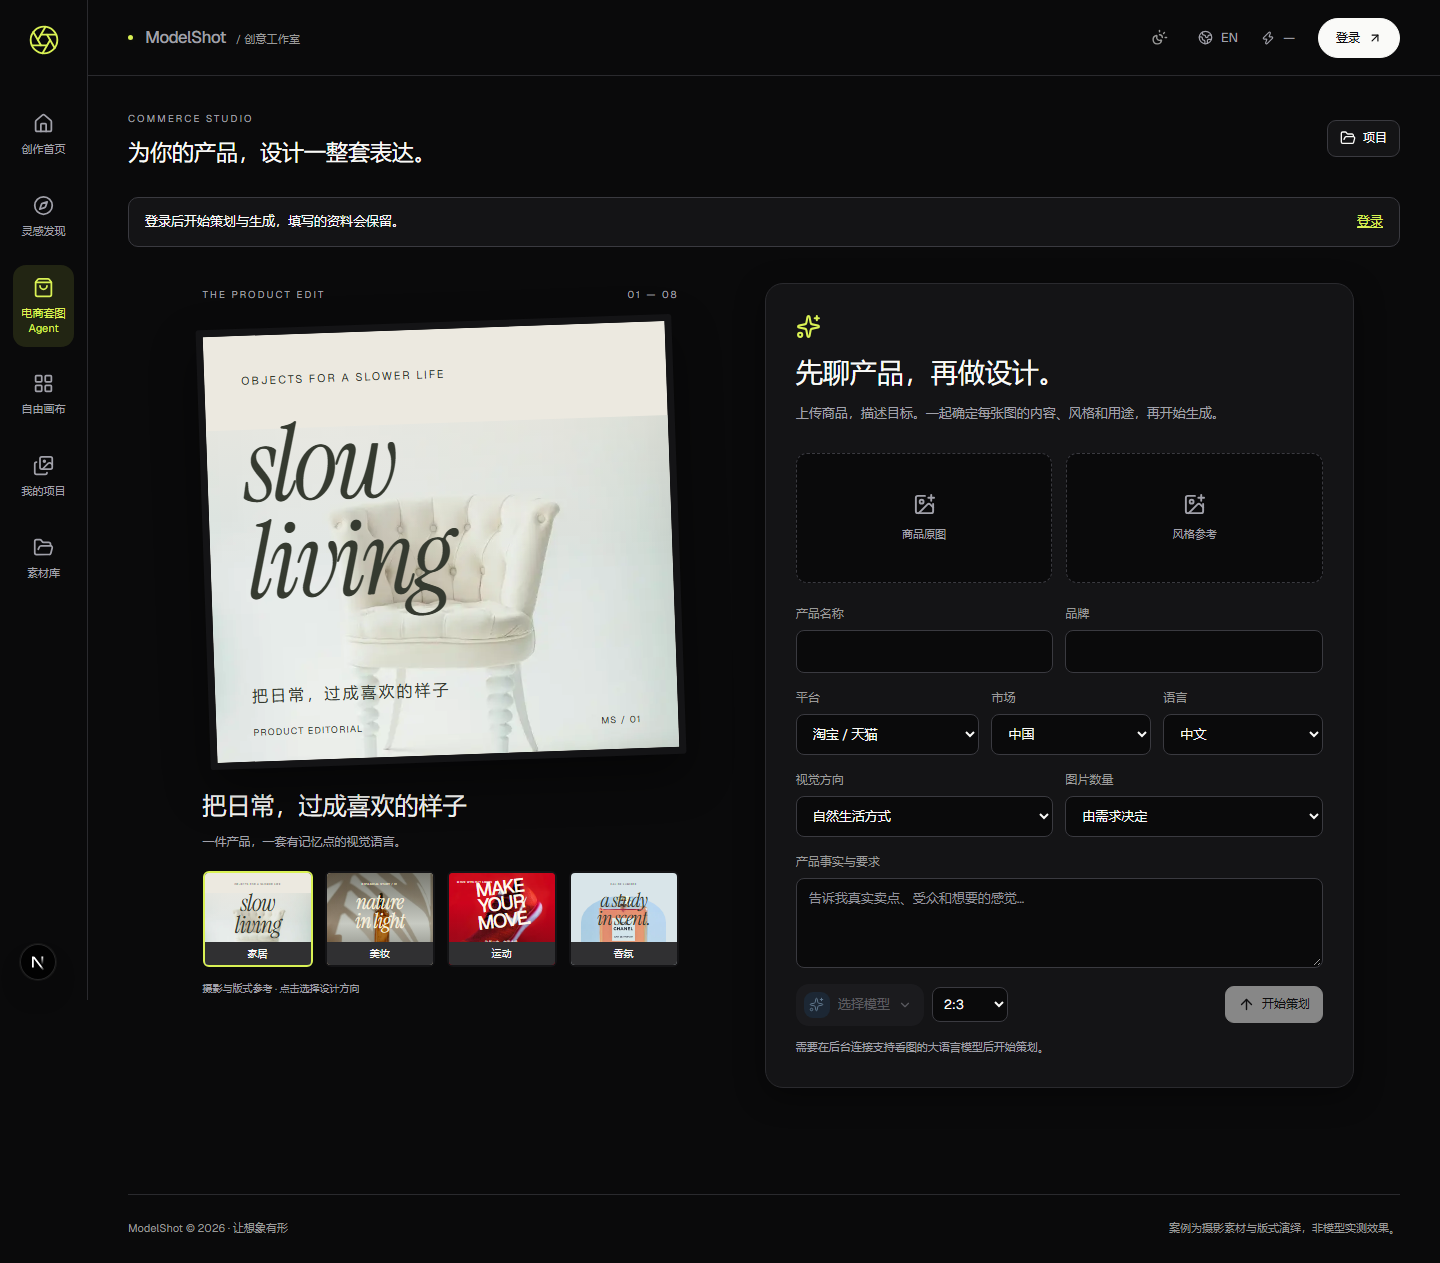 ModelShot / 创意工作室
EN
—
登录
创作首页
灵感发现
电商套图
Agent
自由画布
我的项目
素材库
N
COMMERCE STUDIO
为你的产品，设计一整套表达。
项目
登录后开始策划与生成，填写的资料会保留。
登录
THE PRODUCT EDIT
01 — 08
OBJECTS FOR A SLOWER LIFE
slow
living
把日常，过成喜欢的样子
PRODUCT EDITORIAL
MS / 01
把日常，过成喜欢的样子
一件产品，一套有记忆点的视觉语言。
slow
living
家居
nature
in light
美妆
MAKE
YOUR
MOVE.
运动
a study
in scent.
CHANEL
香氛
摄影与版式参考 · 点击选择设计方向
先聊产品，再做设计。
上传商品，描述目标。一起确定每张图的内容、风格和用途，再开始生成。
商品原图
风格参考
产品名称
品牌
平台
市场
语言
淘宝 / 天猫
中国
中文
视觉方向
图片数量
自然生活方式
由需求决定
产品事实与要求
告诉我真实卖点、受众和想要的感觉...
选择模型
2:3
开始策划
需要在后台连接支持看图的大语言模型后开始策划。
ModelShot © 2026 · 让想象有形
案例为摄影素材与版式演绎，非模型实测效果。